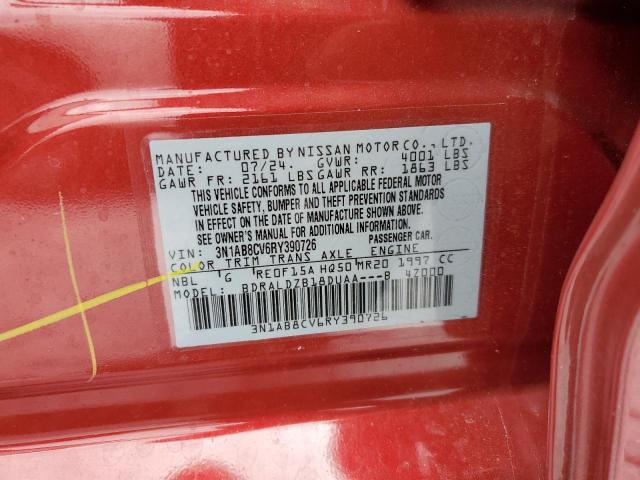 MANUFACTURED BY NISSAN MOTOR CO., LTD.
DATE: 07/24. GVWR: 4001 LBS
GAWR FR: 2161 LBS GAWR RR: 1863 LBS
THIS VEHICLE CONFORMS TO ALL APPLICABLE FEDERAL MOTOR
VEHICLE SAFETY, BUMPER AND THEFT PREVENTION STANDARDS
IN EFFECT ON THE DATE OF MANUFACTURE SHOWN ABOVE.
SEE OWNER'S MANUAL FOR ADDITIONAL INFORMATION.
VIN: 3N1AB8CV6RY390726 PASSENGER CAR.
COLOR TRIM TRANS AXLE ENGINE
NBL G RE0F15A HQ50 MR20 1997 CC
MODEL: BDRALDZB18DUAA---B 4Z000
3N1AB8CV6RY390726